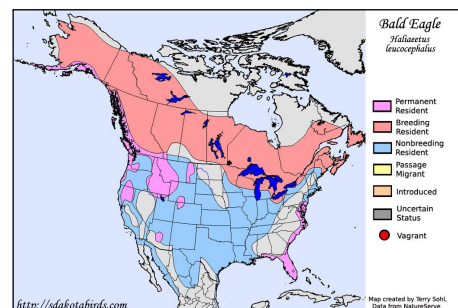 Bald Eagle
Haliaeetus
leucocephalus
Permanent
Resident
Breeding
Resident
Nonbreeding
Resident
Passage
Migrant
Introduced
Uncertain
Status
Vagrant
http://sdakotabirds.com
Map created by Terry Sohl,
Data from NatureServe